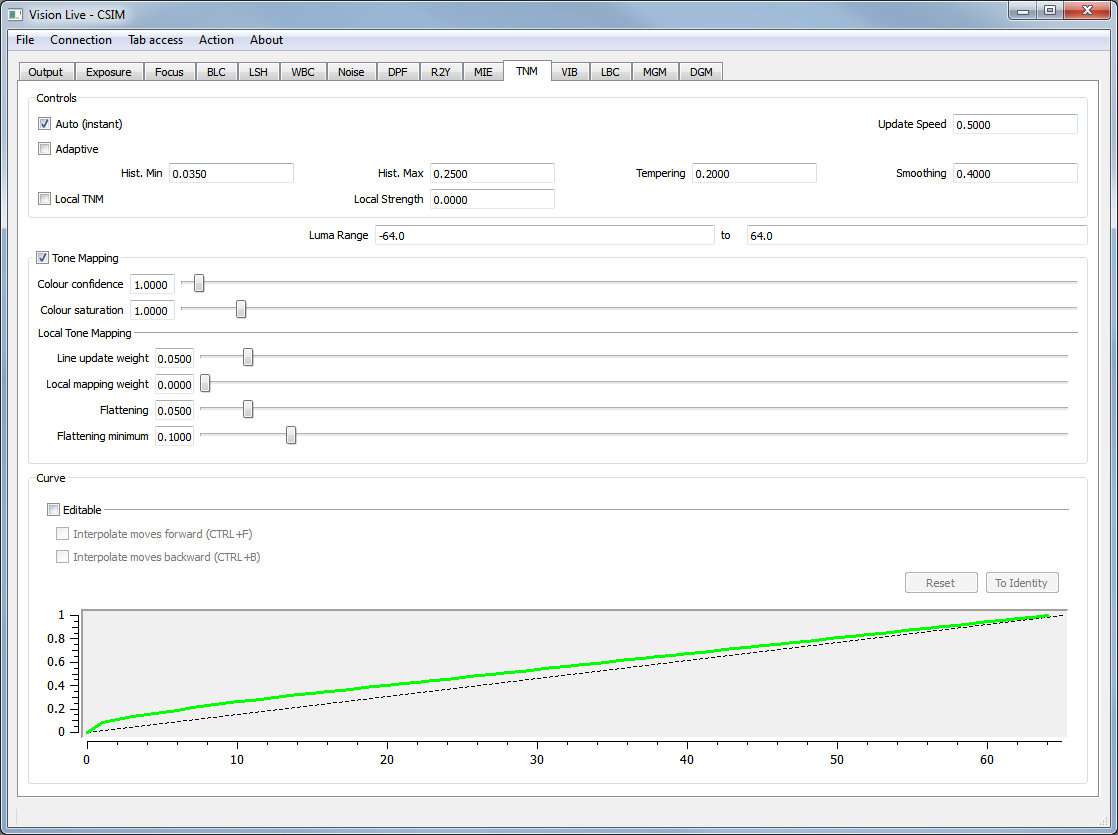 Vision Live - CSIM
File Connection Tab access Action About
Output Exposure Focus BLC LSH WBC Noise DPF R2Y MIE TNM VIB LBC MGM DGM
Controls
Auto (instant) Update Speed 0.5000
Adaptive
Hist. Min 0.0350 Hist. Max 0.2500 Tempering 0.2000 Smoothing 0.4000
Local TNM Local Strength 0.0000
Luma Range -64.0 to 64.0
Tone Mapping
Colour confidence 1.0000
Colour saturation 1.0000
Local Tone Mapping
Line update weight 0.0500
Local mapping weight 0.0000
Flattening 0.0500
Flattening minimum 0.1000
Curve
Editable
Interpolate moves forward (CTRL+F)
Interpolate moves backward (CTRL+B)
Reset To Identity
1
0.8
0.6
0.4
0.2
0
0 10 20 30 40 50 60